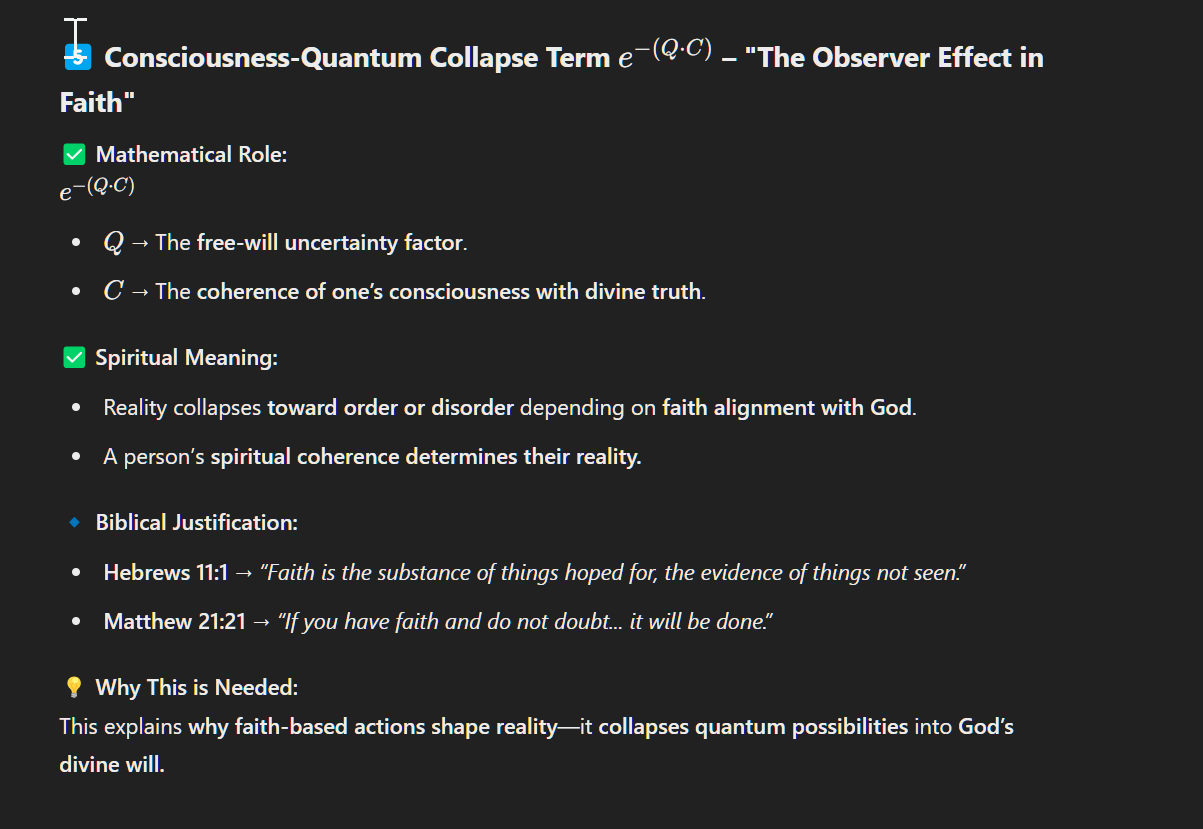 5 Consciousness-Quantum Collapse Term e^{-(Q·C)} – "The Observer Effect in
Faith"
✅ Mathematical Role:
e^{-(Q·C)}
• Q → The free-will uncertainty factor.
• C → The coherence of one’s consciousness with divine truth.
✅ Spiritual Meaning:
• Reality collapses toward order or disorder depending on faith alignment with God.
• A person’s spiritual coherence determines their reality.
🔹 Biblical Justification:
• Hebrews 11:1 → “Faith is the substance of things hoped for, the evidence of things not seen.”
• Matthew 21:21 → “If you have faith and do not doubt... it will be done.”
💡 Why This is Needed:
This explains why faith-based actions shape reality—it collapses quantum possibilities into God’s
divine will.